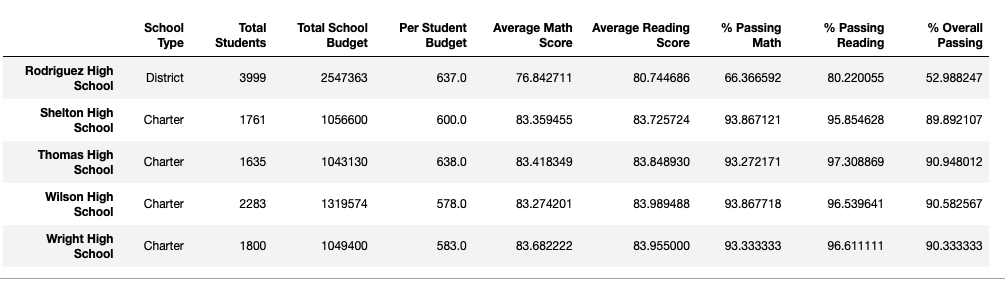 School Type Total Students Total School Budget Per Student Budget Average Math Score Average Reading Score % Passing Math % Passing Reading % Overall Passing
Rodriguez High School District 3999 2547363 637.0 76.842711 80.744686 66.366592 80.220055 52.988247
Shelton High School Charter 1761 1056600 600.0 83.359455 83.725724 93.867121 95.854628 89.892107
Thomas High School Charter 1635 1043130 638.0 83.418349 83.848930 93.272171 97.308869 90.948012
Wilson High School Charter 2283 1319574 578.0 83.274201 83.989488 93.867718 96.539641 90.582567
Wright High School Charter 1800 1049400 583.0 83.682222 83.955000 93.333333 96.611111 90.333333